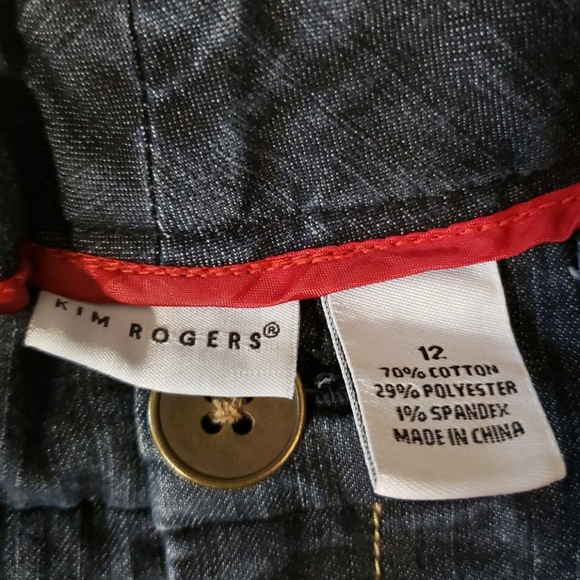 KIM ROGERS®
12
70% COTTON
29% POLYESTER
1% SPANDEX
MADE IN CHINA